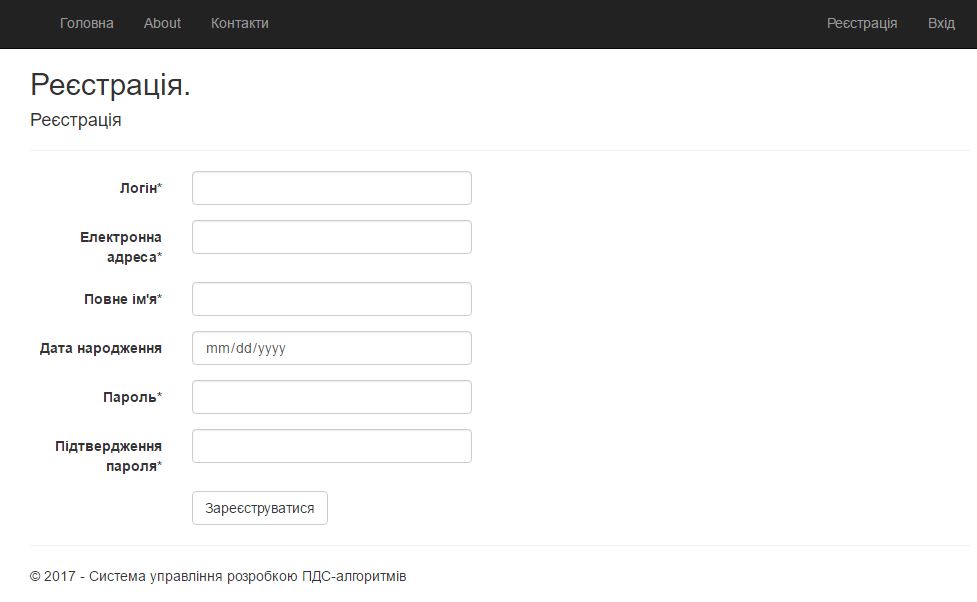 Головна About Контакти Реєстрація Вхід
Реєстрація.
Реєстрація
Логін*
Електронна
адреса*
Повне ім'я*
Дата народження mm/dd/yyyy
Пароль*
Підтвердження
пароля*
Зареєструватися
© 2017 - Система управління розробкою ПДС-алгоритмів